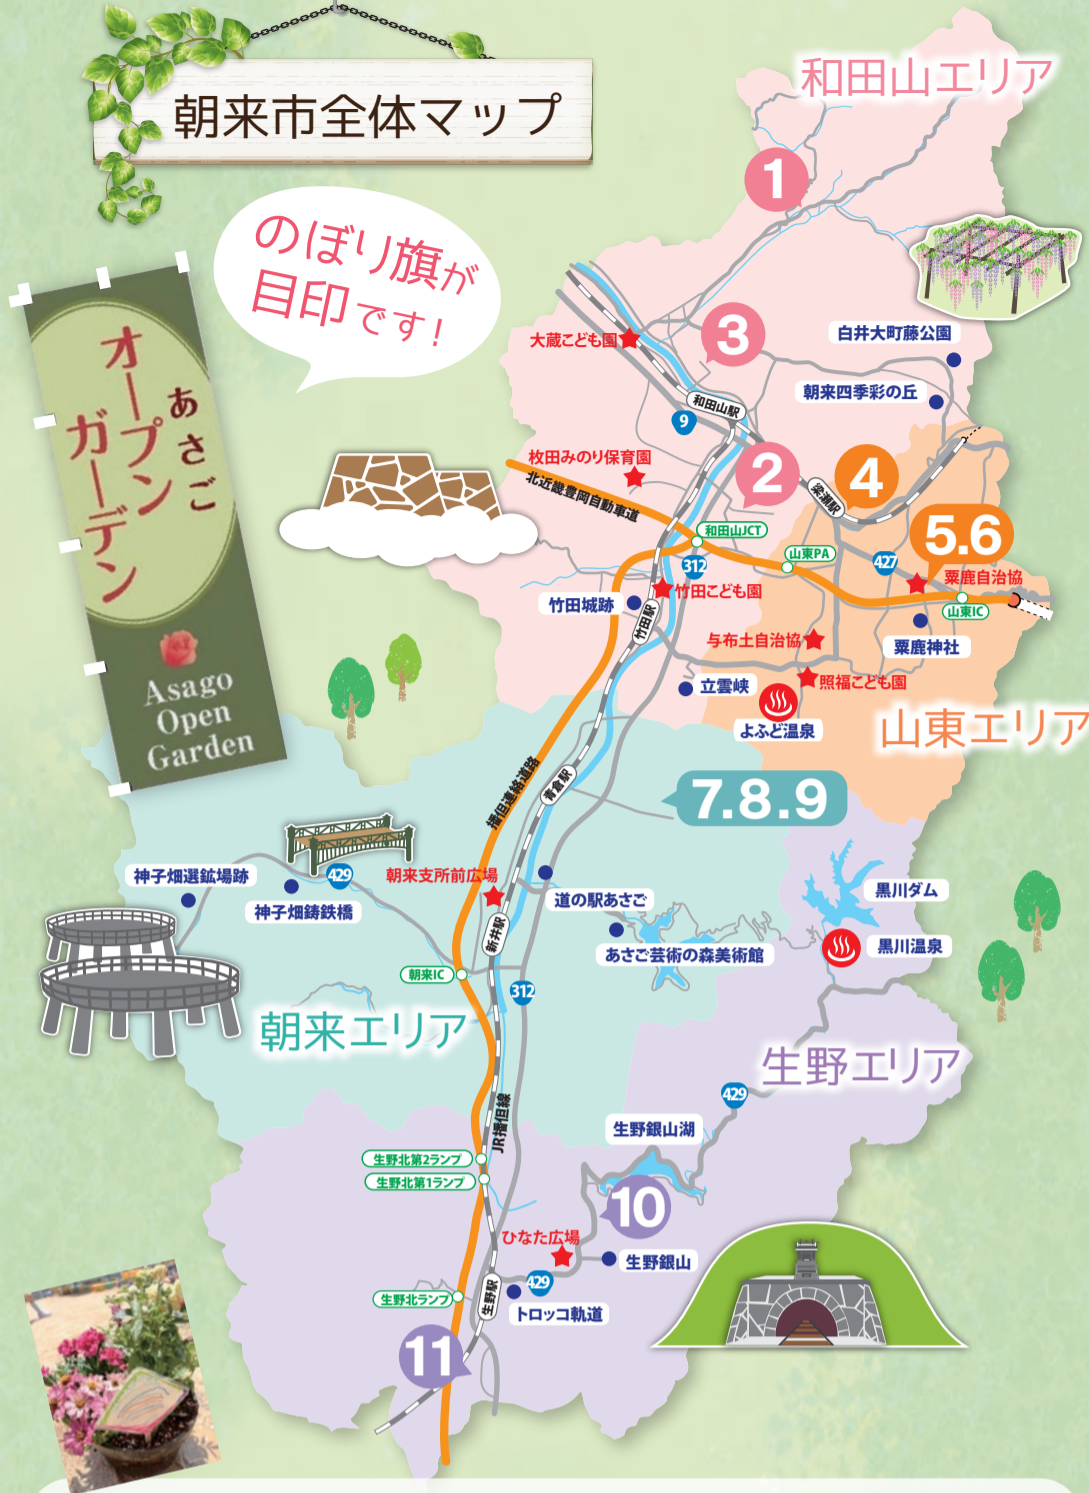 朝来市全体マップ
のぼり旗が
目印です!
あさご
オープン
ガーデン
Asago
Open
Garden
和田山エリア
1
3
大蔵こども園
白井大町藤公園
朝来四季彩の丘
和田山駅
9
枚田みのり保育園
2
4
梁瀬駅
北近畿豊岡自動車道
5.6
和田山JCT
山東PA
312
427
粟鹿自治協
竹田こども園
竹田城跡
竹田駅
山東IC
与布土自治協
粟鹿神社
立雲峡
照福こども園
よふど温泉
山東エリア
青倉駅
播但連絡道路
7.8.9
神子畑選鉱場跡
429
神子畑鋳鉄橋
朝来支所前広場
道の駅あさご
黒川ダム
新井駅
あさご芸術の森美術館
黒川温泉
朝来IC
312
朝来エリア
生野エリア
429
JR播但線
生野銀山湖
生野北第2ランプ
生野北第1ランプ
10
ひなた広場
生野銀山
429
生野駅
トロッコ軌道
生野北ランプ
11